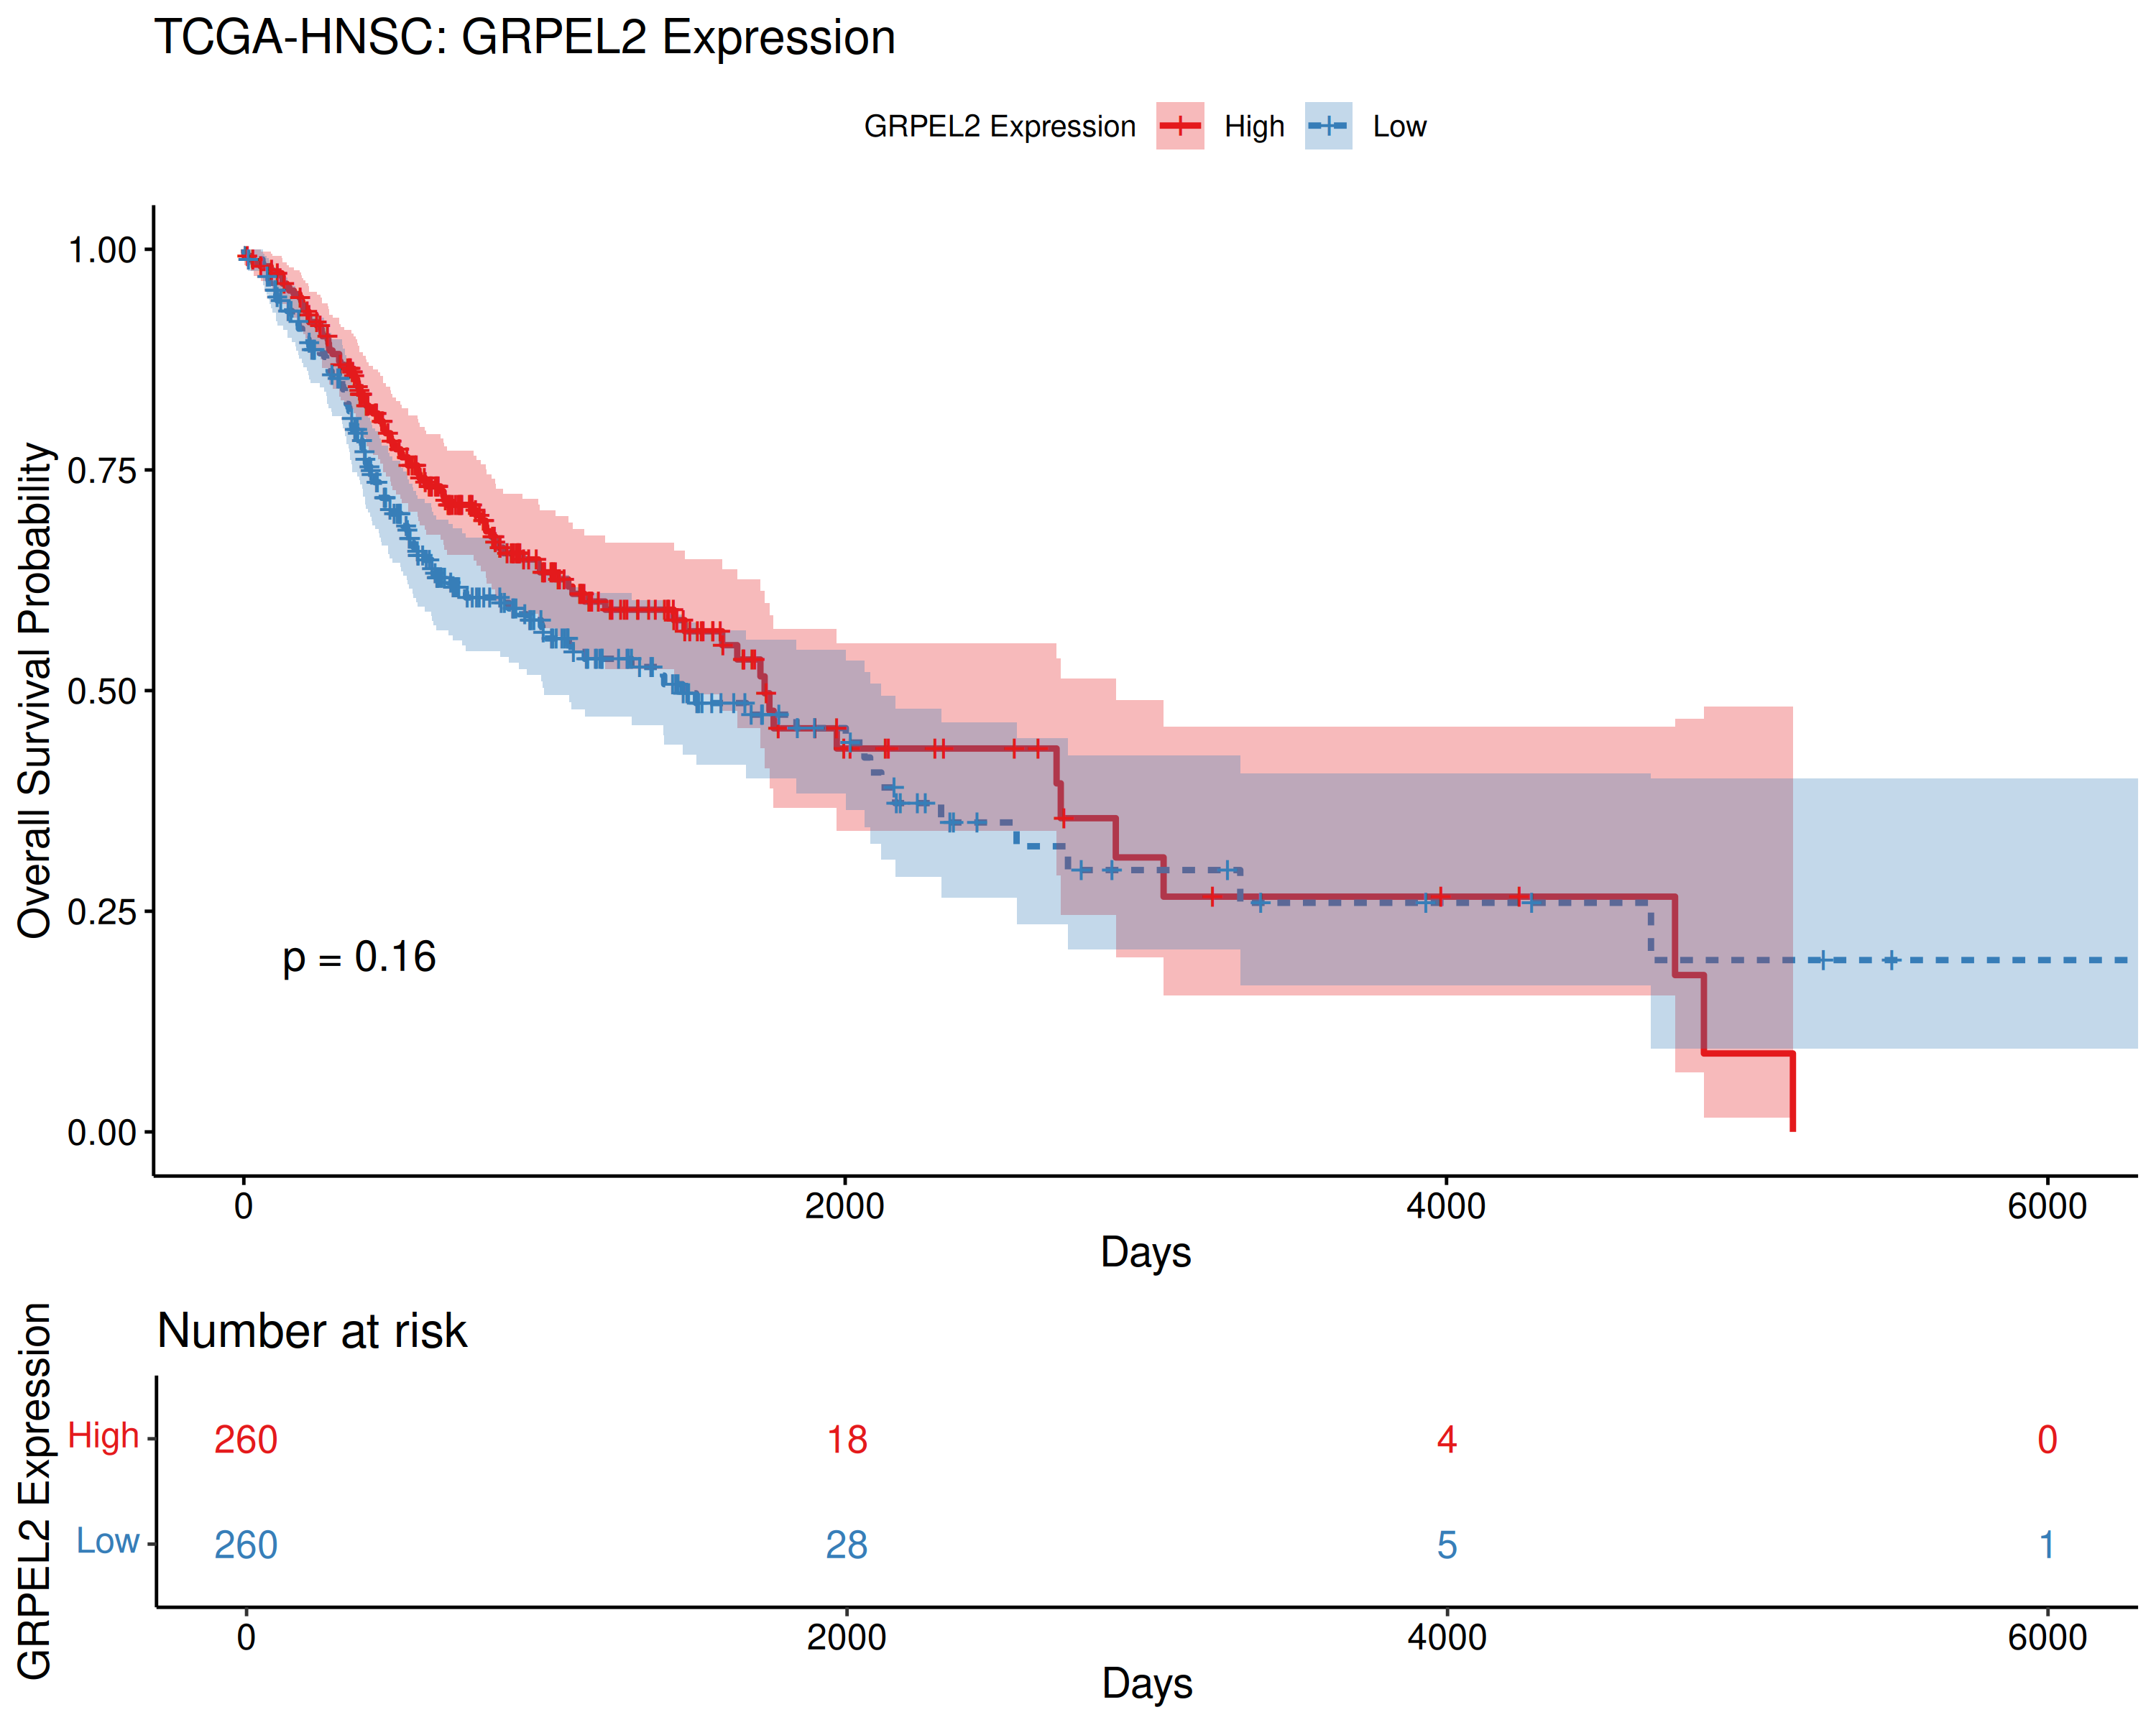 TCGA-HNSC: GRPEL2 Expression
GRPEL2 Expression High Low
Overall Survival Probability
1.00
0.75
0.50
0.25
0.00
p = 0.16
0 2000 4000 6000
Days
Number at risk
GRPEL2 Expression
High 260 18 4 0
Low 260 28 5 1
0 2000 4000 6000
Days